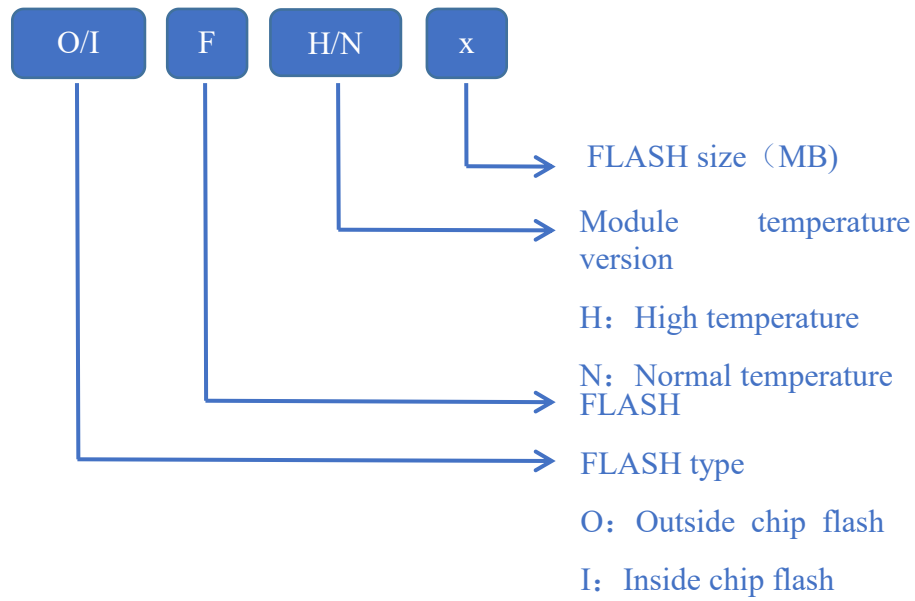 O/I F H/N x
FLASH size（MB)
Module temperature
version
H：High temperature
N：Normal temperature
FLASH
FLASH type
O：Outside chip flash
I：Inside chip flash